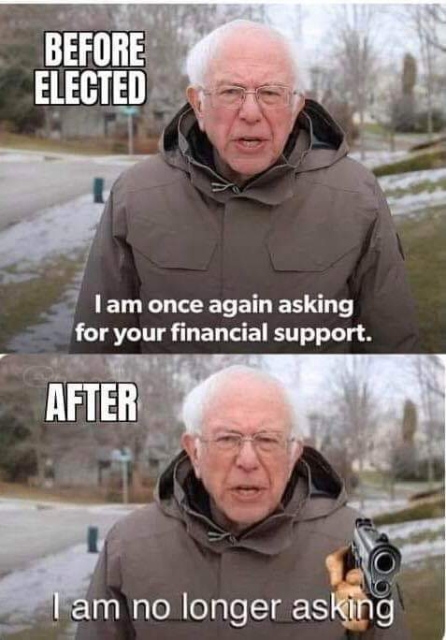 BEFORE
ELECTED
I am once again asking
for your financial support.
AFTER
I am no longer asking